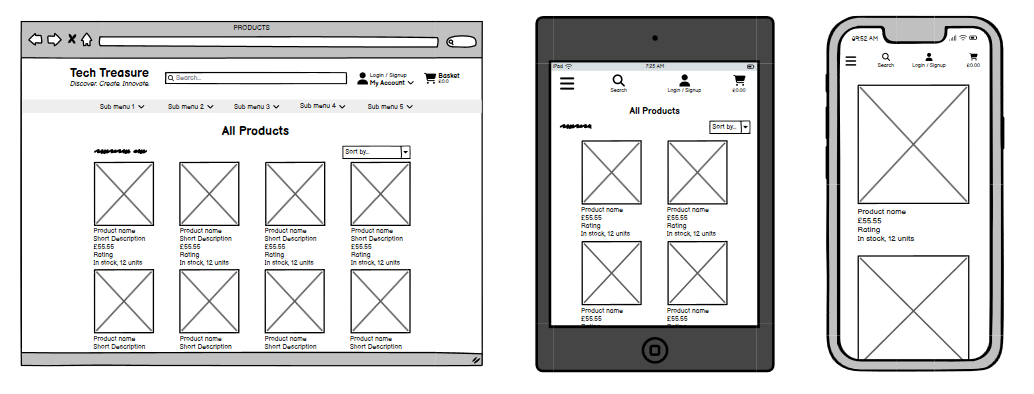 PRODUCTS
Tech Treasure
Discover. Create. Innovate.
Search...
Login / Signup
My Account
Basket
£0.0
Sub menu 1
Sub menu 2
Sub menu 3
Sub menu 4
Sub menu 5
All Products
Sort by...
Product name
Short Description
£55.55
Rating
In stock, 12 units
Product name
Short Description
£55.55
Rating
In stock, 12 units
Product name
Short Description
£55.55
Rating
In stock, 12 units
Product name
Short Description
£55.55
Rating
In stock, 12 units
Product name
Short Description
Product name
Short Description
Product name
Short Description
Product name
Short Description
iPad
7:25 AM
Search
Login / Signup
£0.00
All Products
Sort by...
Product name
£55.55
Rating
In stock, 12 units
Product name
£55.55
Rating
In stock, 12 units
Product name
£55.55
Rating
Product name
£55.55
Rating
09:52 AM
Search
Login / Signup
£0.00
Product name
£55.55
Rating
In stock, 12 units